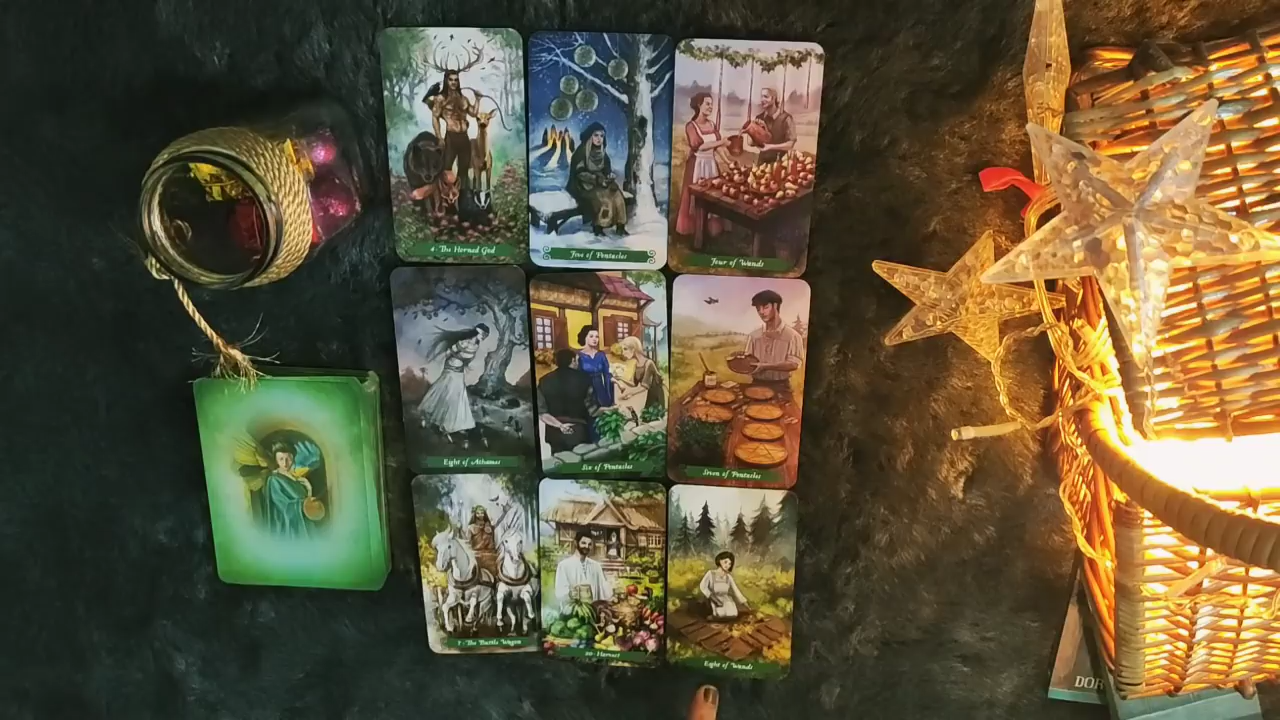 4 - The Horned God
Five of Pentacles
Four of Wands
Eight of Athames
Six of Pentacles
Seven of Pentacles
7 - The Battle Wagon
20 - Harvest
Eight of Wands
DOR